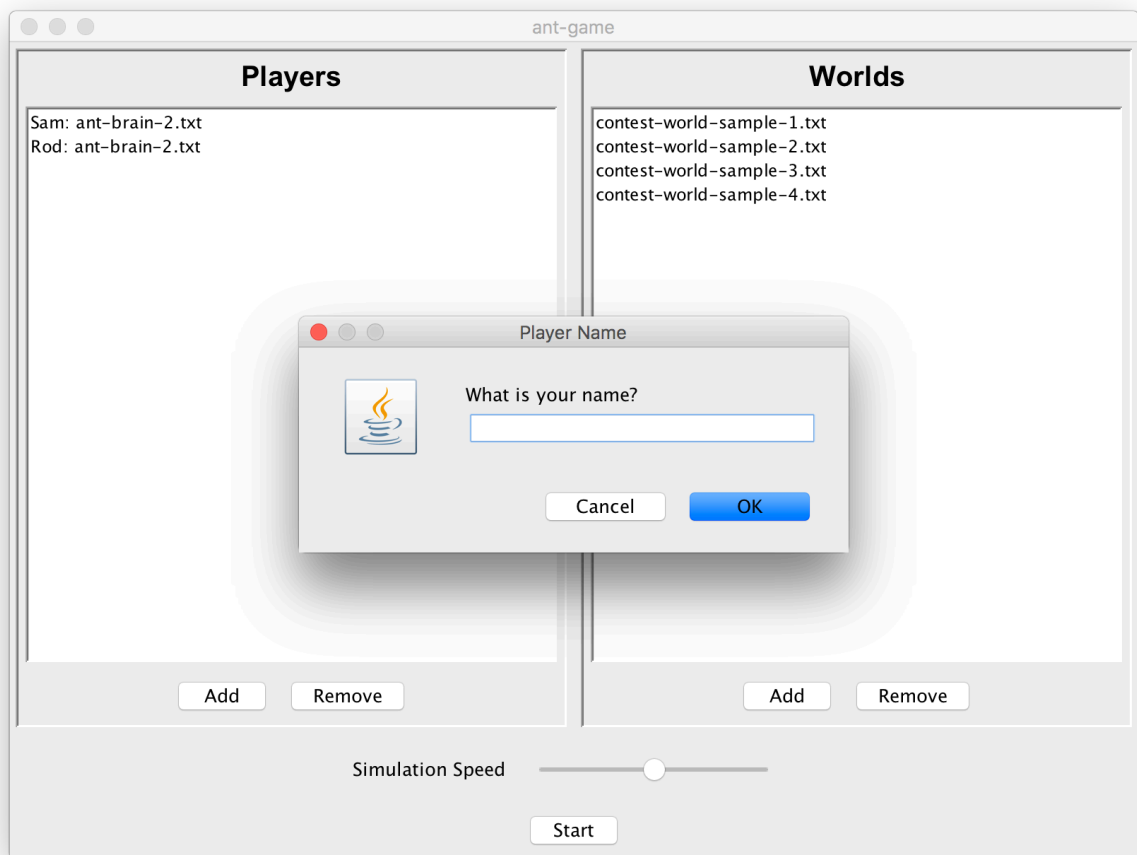 ant-game
Players
Sam: ant-brain-2.txt
Rod: ant-brain-2.txt
Add Remove
Worlds
contest-world-sample-1.txt
contest-world-sample-2.txt
contest-world-sample-3.txt
contest-world-sample-4.txt
Add Remove
Player Name
What is your name?
Cancel OK
Simulation Speed
Start